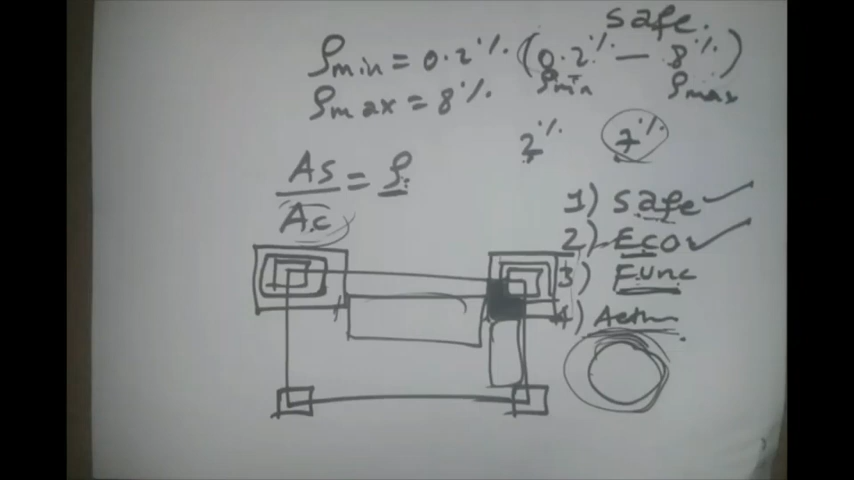 safe.
ρmin = 0.2% (0.2% — 8%)
ρmin ρmax
ρmax = 8%
2% 7%
As/Ac = ρ
1) Safe ✓
2) Eco ✓
3) Func
4) Aeth